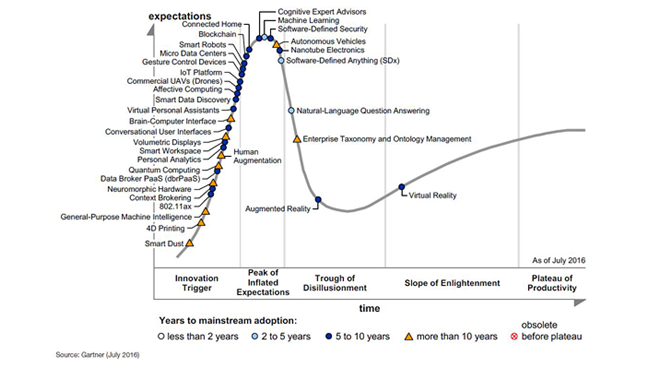 expectations
Cognitive Expert Advisors
Machine Learning
Software-Defined Security
Connected Home
Blockchain
Smart Robots
Micro Data Centers
Gesture Control Devices
IoT Platform
Commercial UAVs (Drones)
Affective Computing
Smart Data Discovery
Virtual Personal Assistants
Brain-Computer Interface
Conversational User Interfaces
Volumetric Displays
Smart Workspace
Personal Analytics
Quantum Computing
Data Broker PaaS (dbrPaaS)
Neuromorphic Hardware
Context Brokering
802.11ax
General-Purpose Machine Intelligence
4D Printing
Smart Dust
Human
Augmentation
Autonomous Vehicles
Nanotube Electronics
Software-Defined Anything (SDx)
Natural-Language Question Answering
Enterprise Taxonomy and Ontology Management
Augmented Reality
Virtual Reality
As of July 2016
Innovation
Trigger
Peak of
Inflated
Expectations
Trough of
Disillusionment
Slope of Enlightenment
Plateau of
Productivity
time
Years to mainstream adoption:
less than 2 years
2 to 5 years
5 to 10 years
more than 10 years
obsolete
before plateau
Source: Gartner (July 2016)